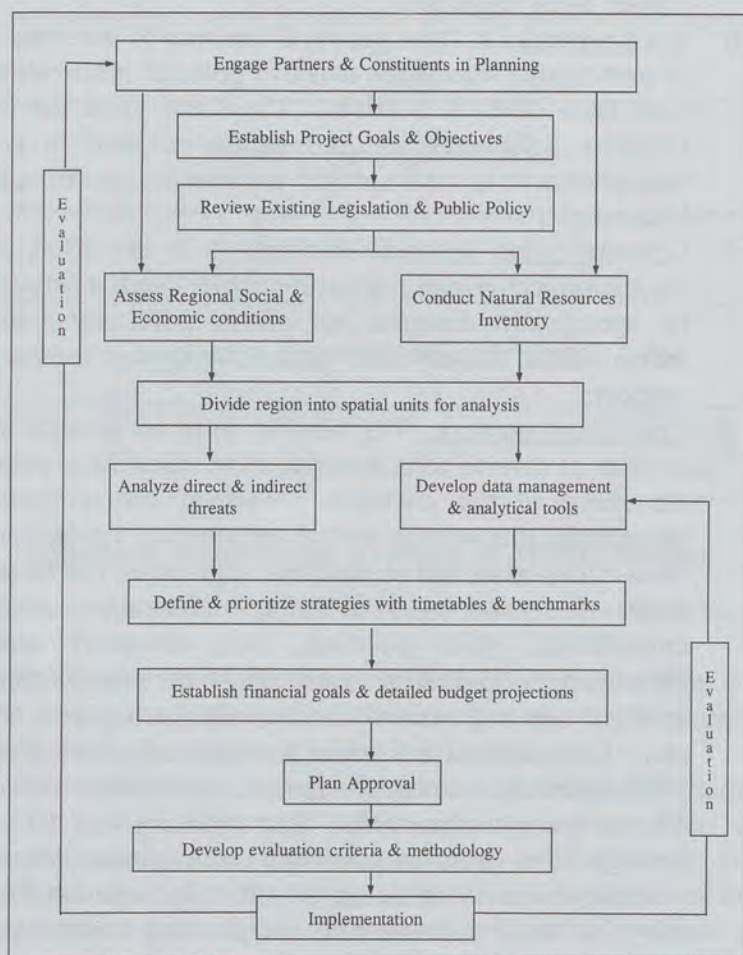 Engage Partners & Constituents in Planning
Establish Project Goals & Objectives
Review Existing Legislation & Public Policy
Evaluation
Assess Regional Social &
Economic conditions
Conduct Natural Resources
Inventory
Divide region into spatial units for analysis
Analyze direct & indirect
threats
Develop data management
& analytical tools
Define & prioritize strategies with timetables & benchmarks
Establish financial goals & detailed budget projections
Evaluation
Plan Approval
Develop evaluation criteria & methodology
Implementation